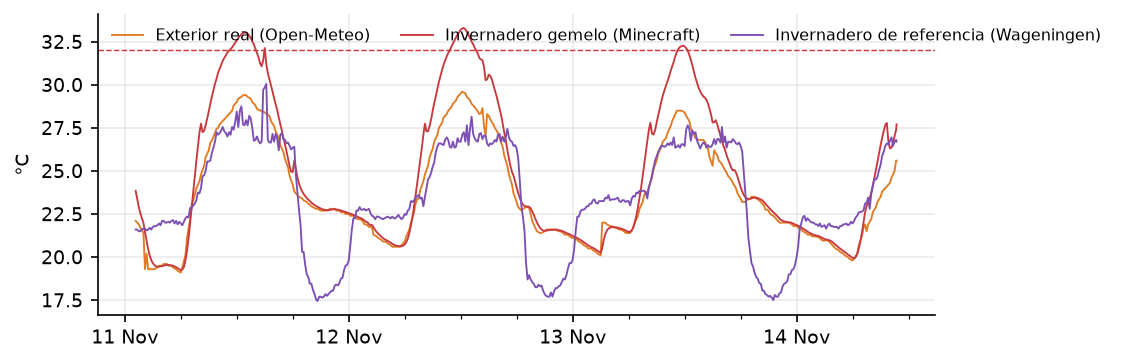 Exterior real (Open-Meteo) Invernadero gemelo (Minecraft) Invernadero de referencia (Wageningen)
°C
32.5
30.0
27.5
25.0
22.5
20.0
17.5
11 Nov 12 Nov 13 Nov 14 Nov